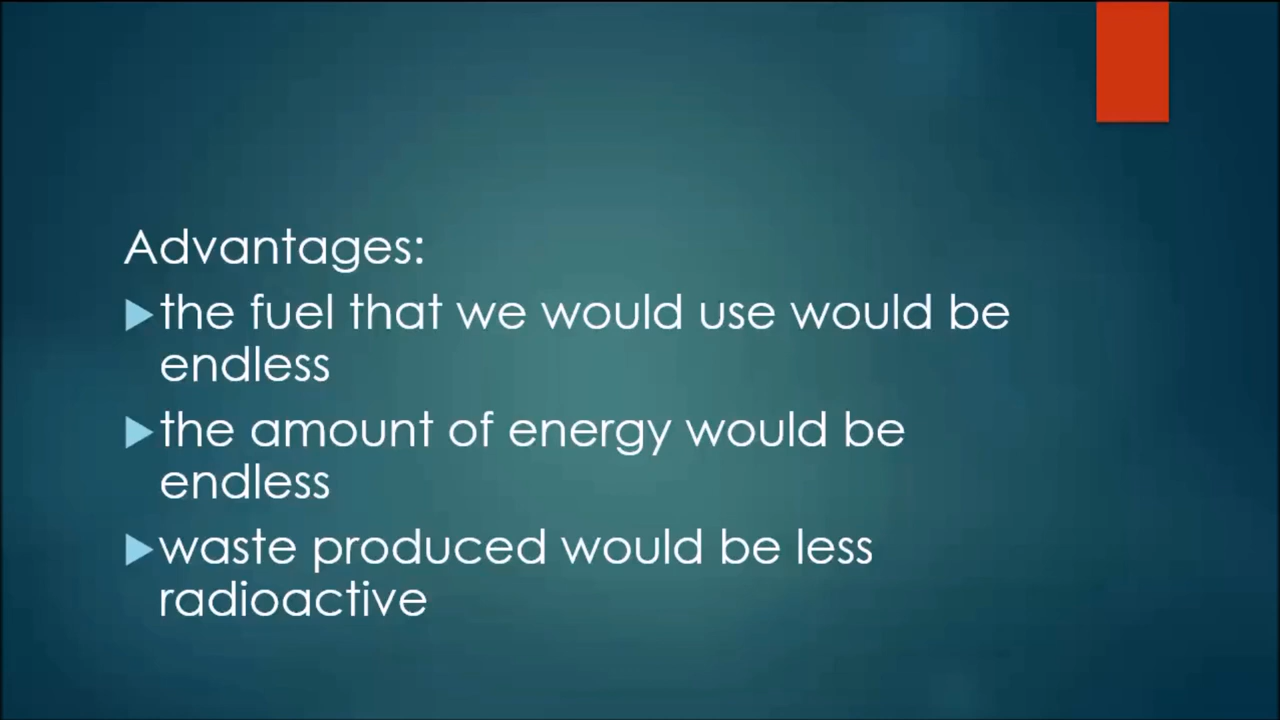 Advantages:
the fuel that we would use would be
endless
the amount of energy would be
endless
waste produced would be less
radioactive